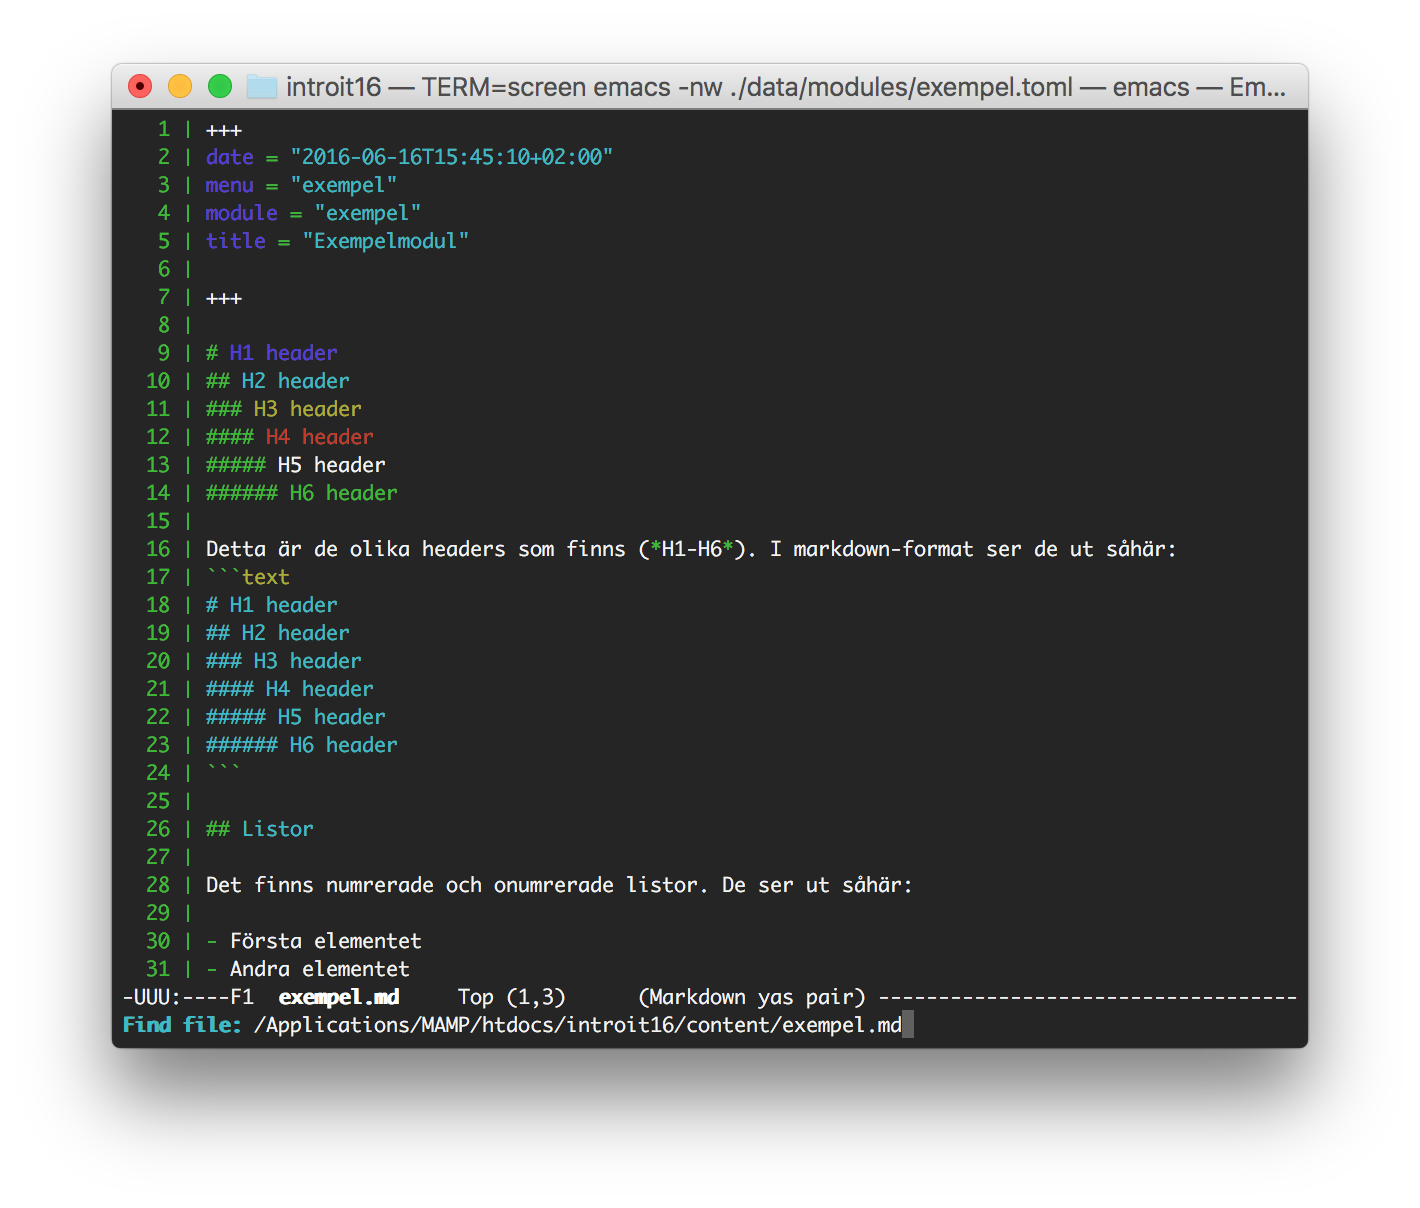 introit16 — TERM=screen emacs -nw ./data/modules/exempel.toml — emacs — Em...
1 | +++
2 | date = "2016-06-16T15:45:10+02:00"
3 | menu = "exempel"
4 | module = "exempel"
5 | title = "Exempelmodul"
6 |
7 | +++
8 |
9 | # H1 header
10 | ## H2 header
11 | ### H3 header
12 | #### H4 header
13 | ##### H5 header
14 | ###### H6 header
15 |
16 | Detta är de olika headers som finns (*H1-H6*). I markdown-format ser de ut såhär:
17 | ```text
18 | # H1 header
19 | ## H2 header
20 | ### H3 header
21 | #### H4 header
22 | ##### H5 header
23 | ###### H6 header
24 | ```
25 |
26 | ## Listor
27 |
28 | Det finns numrerade och onumrerade listor. De ser ut såhär:
29 |
30 | - Första elementet
31 | - Andra elementet
-UUU:----F1  exempel.md     Top (1,3)      (Markdown yas pair) -----------------------------------
Find file: /Applications/MAMP/htdocs/introit16/content/exempel.md